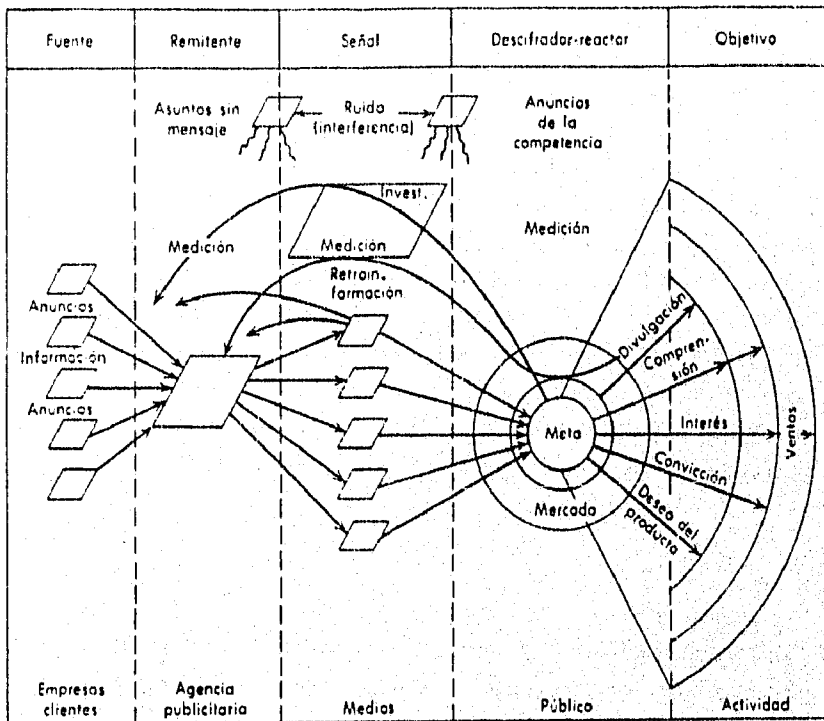 Fuente
Remitente
Señal
Descifrador-reactor
Objetivo
Asuntos sin
mensaje
Ruido
(interferencia)
Anuncios
de la
competencia
Invest.
Medición
Medición
Medición
Retroin-
formación
Anuncios
Información
Anuncios
Divulgación
Compren-
sión
Meta
Interés
Ventas
Convicción
Mercado
Deseo del
producto
Empresas
clientes
Agencia
publicitaria
Medios
Público
Actividad